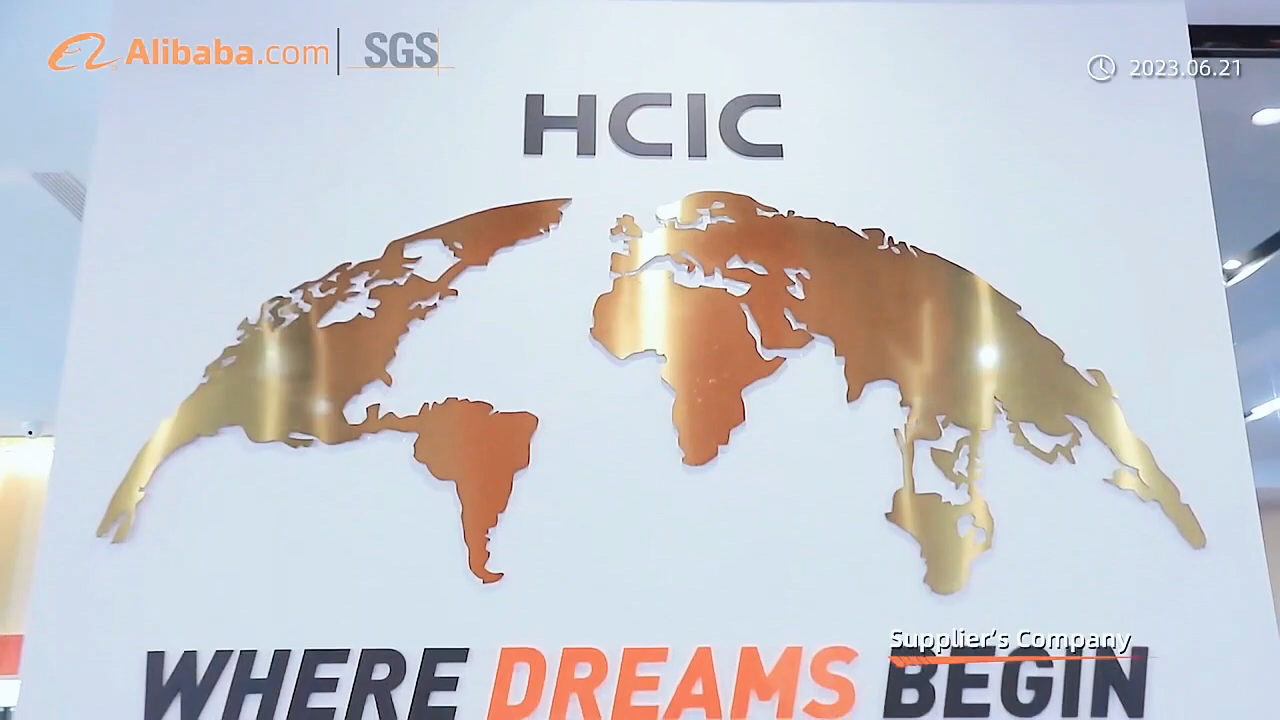 Alibaba.com | SGS
2023.06.21
HCIC
Supplier's Company
WHERE DREAMS BEGIN